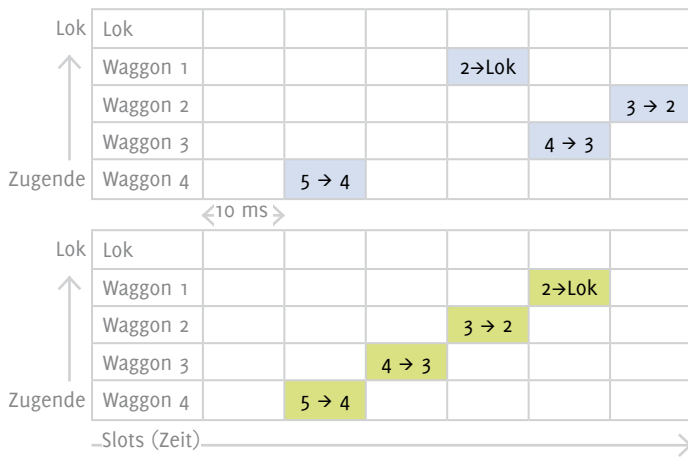 Lok Lok
Waggon 1 2→Lok
Waggon 2 3 → 2
Waggon 3 4 → 3
Zugende Waggon 4 5 → 4
10 ms
Lok Lok
Waggon 1 2→Lok
Waggon 2 3 → 2
Waggon 3 4 → 3
Zugende Waggon 4 5 → 4
Slots (Zeit)